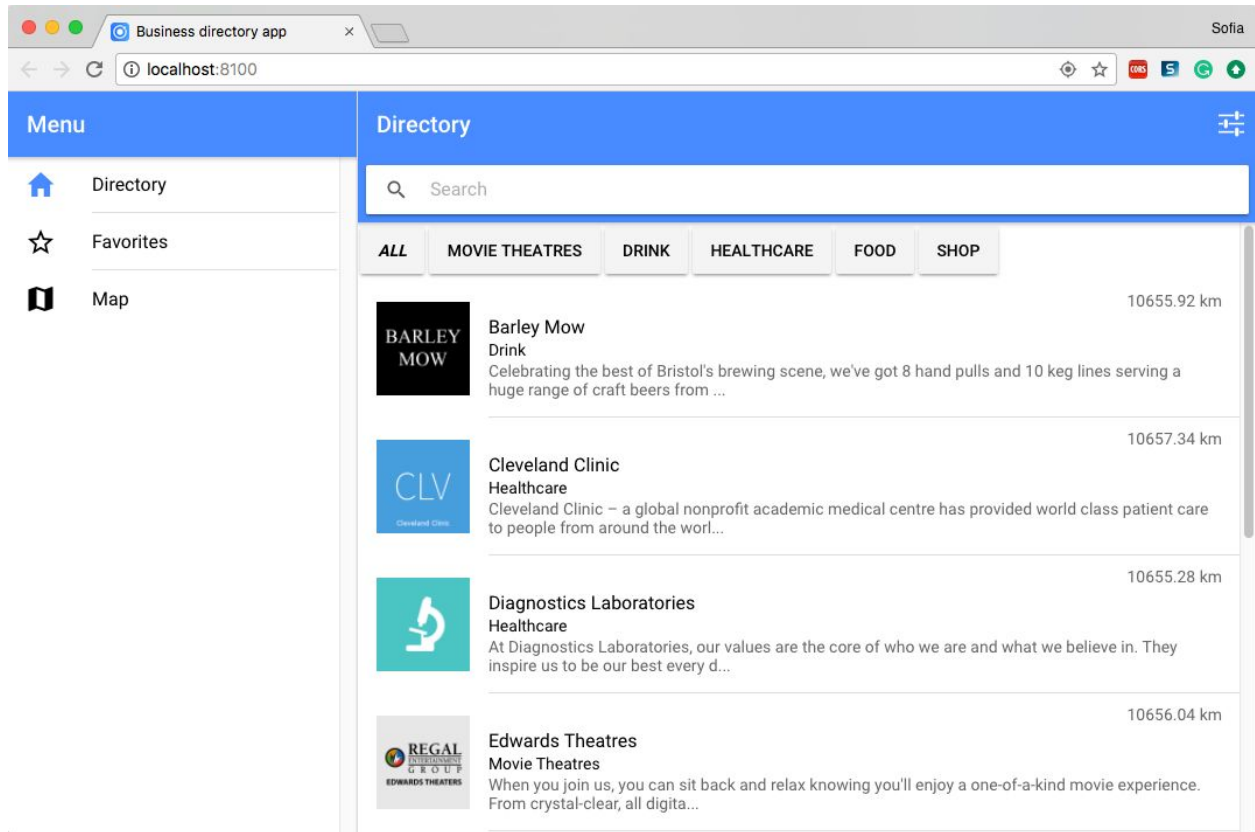 Business directory app
Sofia
localhost:8100
CORS
Menu
Directory
Directory
Favorites
Map
Search
ALL MOVIE THEATRES DRINK HEALTHCARE FOOD SHOP
10655.92 km
BARLEY
MOW
Barley Mow
Drink
Celebrating the best of Bristol's brewing scene, we've got 8 hand pulls and 10 keg lines serving a
huge range of craft beers from ...
10657.34 km
CLV
Cleveland Clinic
Cleveland Clinic
Healthcare
Cleveland Clinic – a global nonprofit academic medical centre has provided world class patient care
to people from around the worl...
10655.28 km
Diagnostics Laboratories
Healthcare
At Diagnostics Laboratories, our values are the core of who we are and what we believe in. They
inspire us to be our best every d...
10656.04 km
REGAL
ENTERTAINMENT
GROUP
EDWARDS THEATERS
Edwards Theatres
Movie Theatres
When you join us, you can sit back and relax knowing you'll enjoy a one-of-a-kind movie experience.
From crystal-clear, all digita...